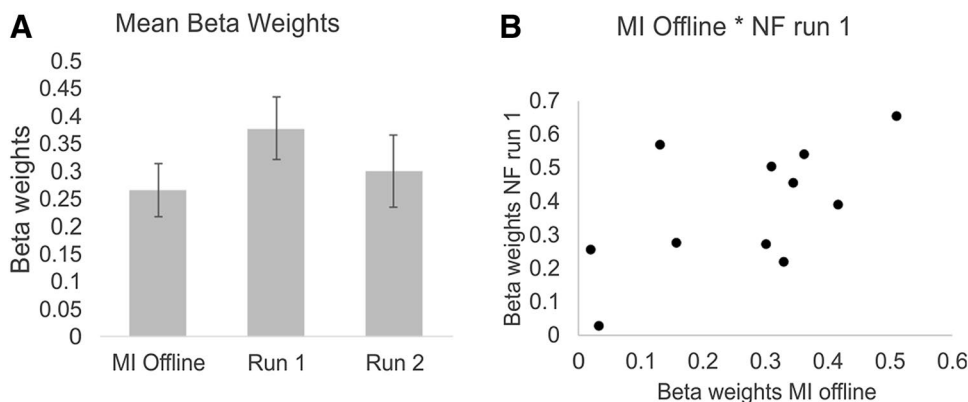 A
Mean Beta Weights
Beta weights
0.5
0.45
0.4
0.35
0.3
0.25
0.2
0.15
0.1
0.05
0
MI Offline Run 1 Run 2
B
MI Offline * NF run 1
Beta weights NF run 1
0.7
0.6
0.5
0.4
0.3
0.2
0.1
0
0 0.1 0.2 0.3 0.4 0.5 0.6
Beta weights MI offline